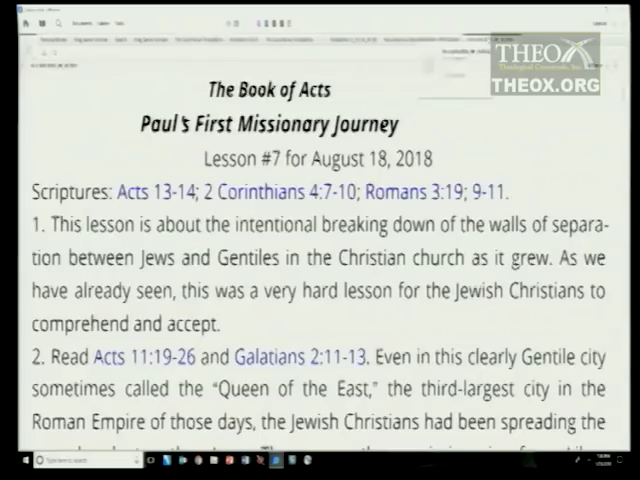 THEOX
THEOX.ORG
The Book of Acts
Paul's First Missionary Journey
Lesson #7 for August 18, 2018
Scriptures: Acts 13-14; 2 Corinthians 4:7-10; Romans 3:19; 9-11.
1. This lesson is about the intentional breaking down of the walls of separa-
tion between Jews and Gentiles in the Christian church as it grew. As we
have already seen, this was a very hard lesson for the Jewish Christians to
comprehend and accept.
2. Read Acts 11:19-26 and Galatians 2:11-13. Even in this clearly Gentile city
sometimes called the “Queen of the East,” the third-largest city in the
Roman Empire of those days, the Jewish Christians had been spreading the